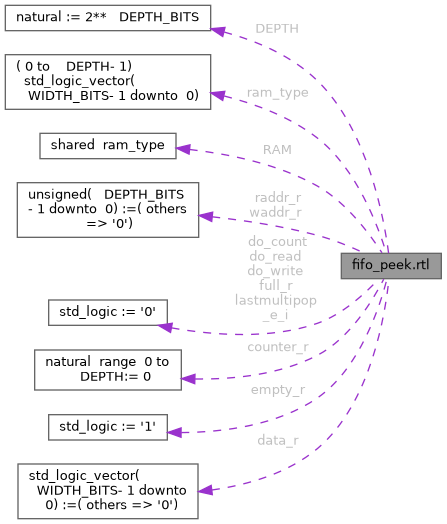 natural := 2** DEPTH_BITS
DEPTH
( 0 to DEPTH- 1)
std_logic_vector(
WIDTH_BITS- 1 downto 0)
ram_type
shared ram_type
RAM
unsigned( DEPTH_BITS
- 1 downto 0) :=( others
=> '0')
raddr_r
waddr_r
fifo_peek.rtl
do_count
do_read
do_write
full_r
lastmultipop
_e_i
std_logic := '0'
natural range 0 to
DEPTH:= 0
counter_r
std_logic := '1'
empty_r
std_logic_vector(
WIDTH_BITS- 1 downto
0) :=( others => '0')
data_r